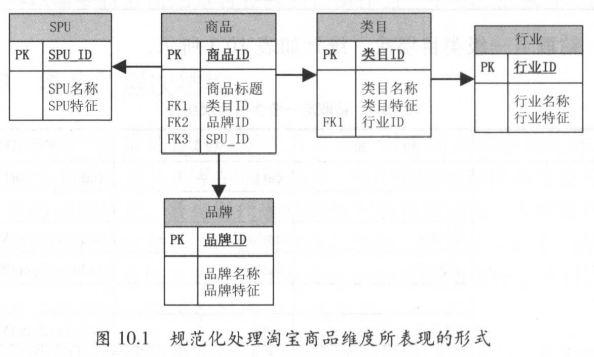 SPU
PK SPU_ID
SPU名称
SPU特征
商品
PK 商品ID
商品标题
FK1 类目ID
FK2 品牌ID
FK3 SPU_ID
类目
PK 类目ID
类目名称
类目特征
FK1 行业ID
行业
PK 行业ID
行业名称
行业特征
品牌
PK 品牌ID
品牌名称
品牌特征
图 10.1 规范化处理淘宝商品维度所表现的形式